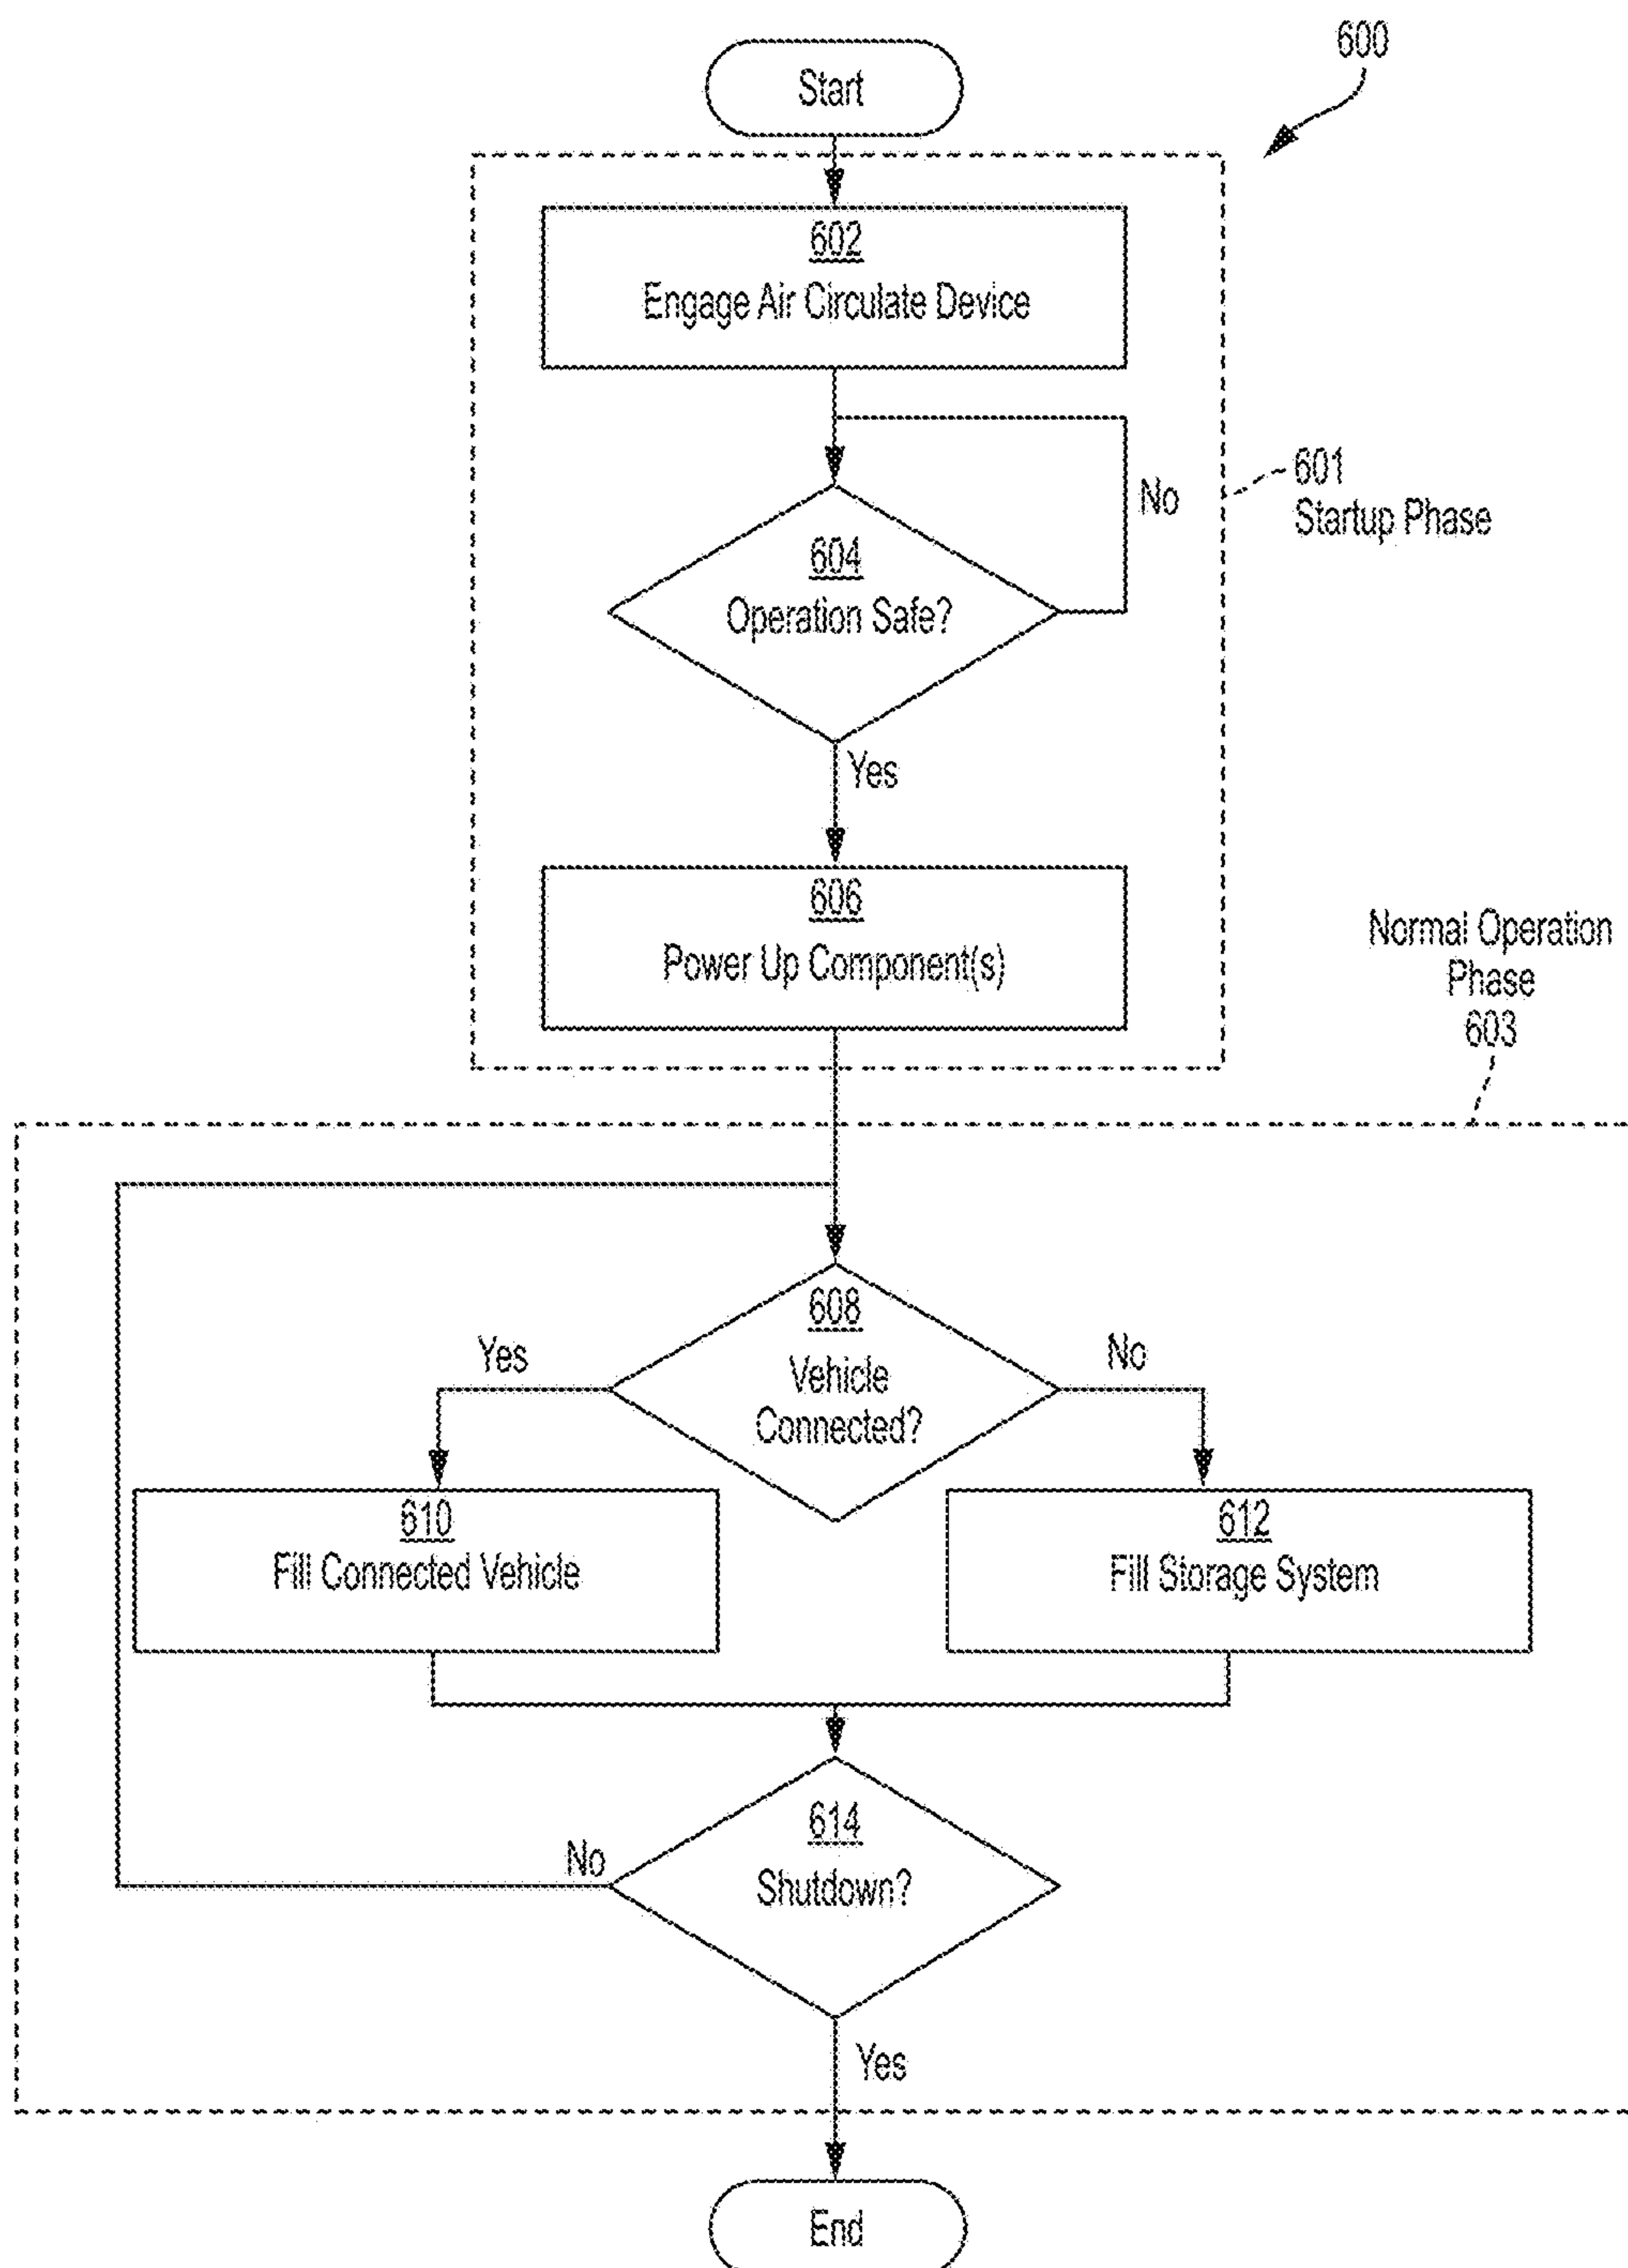 600
Start
602
Engage Air Circulate Device
No
601
Startup Phase
604
Operation Safe?
Yes
606
Power Up Component(s)
Normal Operation
Phase
603
608
Vehicle
Connected?
Yes
No
610
Fill Connected Vehicle
612
Fill Storage System
614
Shutdown?
No
Yes
End